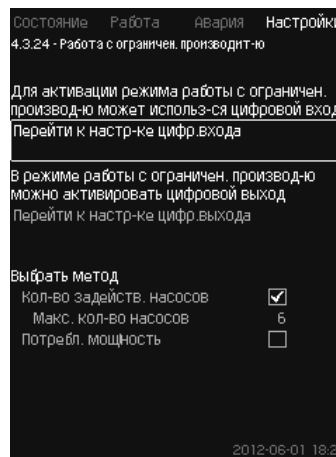 Состояние Работа Авария Настройки
4.3.24 - Работа с ограничен. производит-ю
Для активации режима работы с ограничен.
производ-ю может использ-ся цифровой вход
Перейти к настр-ке цифр.входа
В режиме работы с ограничен. производ-ю
можно активировать цифровой выход
Перейти к настр-ке цифр.выхода
Выбрать метод
Кол-во задейств. насосов
Макс. кол-во насосов 6
Потребл. мощность
2012-06-01 18:2